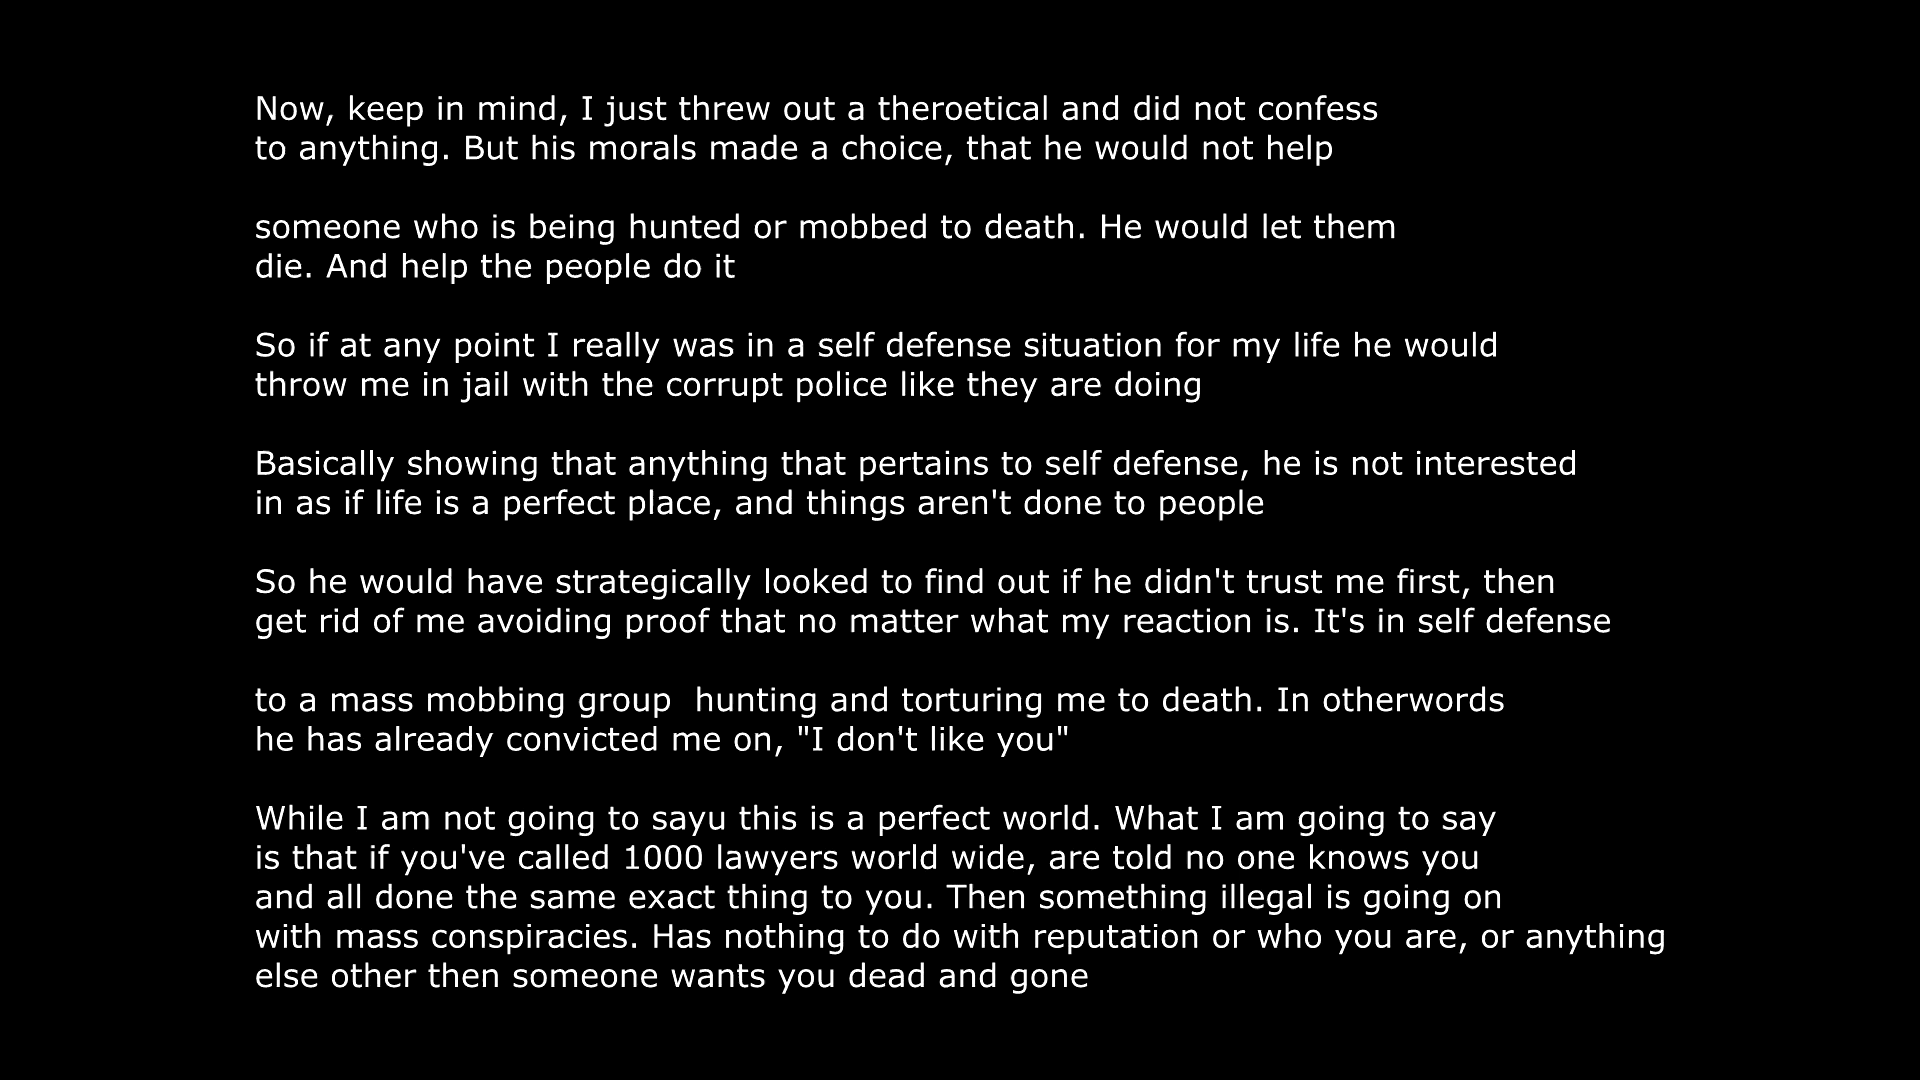 Now, keep in mind, I just threw out a theroetical and did not confess
to anything. But his morals made a choice, that he would not help
someone who is being hunted or mobbed to death. He would let them
die. And help the people do it
So if at any point I really was in a self defense situation for my life he would
throw me in jail with the corrupt police like they are doing
Basically showing that anything that pertains to self defense, he is not interested
in as if life is a perfect place, and things aren't done to people
So he would have strategically looked to find out if he didn't trust me first, then
get rid of me avoiding proof that no matter what my reaction is. It's in self defense
to a mass mobbing group  hunting and torturing me to death. In otherwords
he has already convicted me on, "I don't like you"
While I am not going to sayu this is a perfect world. What I am going to say
is that if you've called 1000 lawyers world wide, are told no one knows you
and all done the same exact thing to you. Then something illegal is going on
with mass conspiracies. Has nothing to do with reputation or who you are, or anything
else other then someone wants you dead and gone